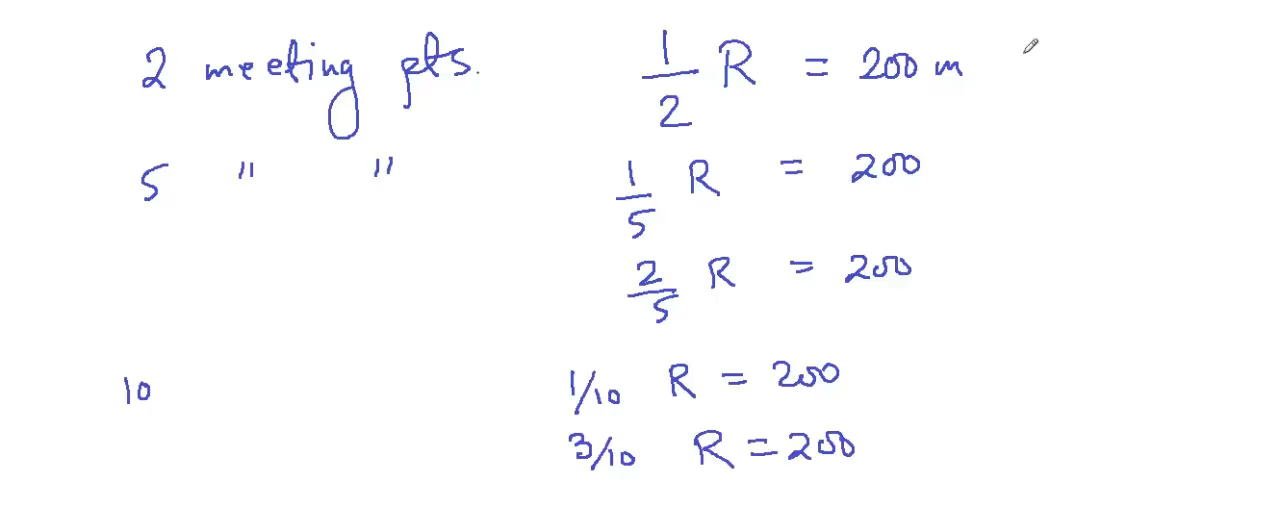 2 meeting pts. 1/2 R = 200 m
5 " " 1/5 R = 200
2/5 R = 200
10 1/10 R = 200
3/10 R = 200